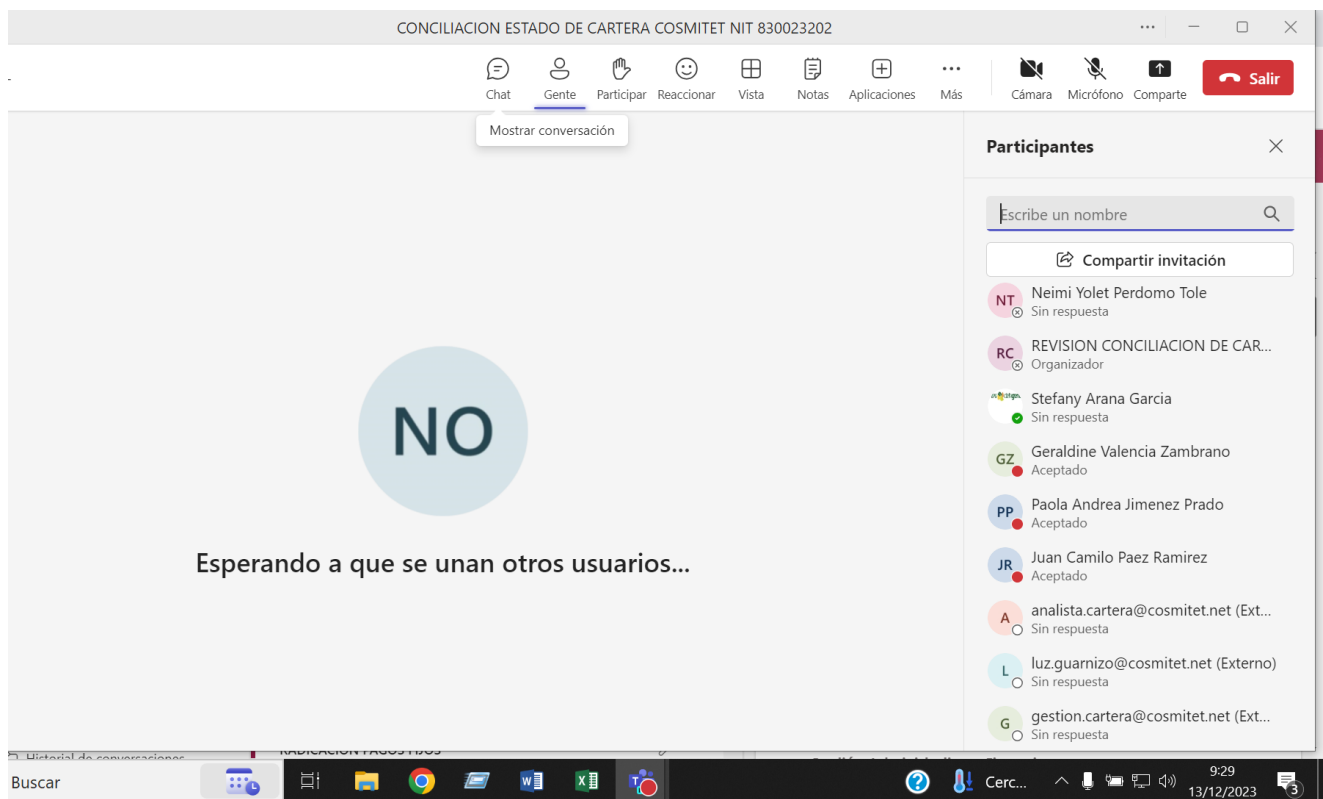 CONCILIACION ESTADO DE CARTERA COSMITET NIT 830023202
Chat Gente Participar Reaccionar Vista Notas Aplicaciones Más Cámara Micrófono Comparte Salir
Mostrar conversación
Participantes
Escribe un nombre
Compartir invitación
NT Neimi Yolet Perdomo Tole
Sin respuesta
RC REVISION CONCILIACION DE CAR...
Organizador
Stefany Arana Garcia
Sin respuesta
GZ Geraldine Valencia Zambrano
Aceptado
PP Paola Andrea Jimenez Prado
Aceptado
JR Juan Camilo Paez Ramirez
Aceptado
A analista.cartera@cosmitet.net (Ext...
Sin respuesta
L luz.guarnizo@cosmitet.net (Externo)
Sin respuesta
G gestion.cartera@cosmitet.net (Ext...
Sin respuesta
NO
Esperando a que se unan otros usuarios...
Historial de conversaciones
Buscar
Cerc...
9:29
13/12/2023
3